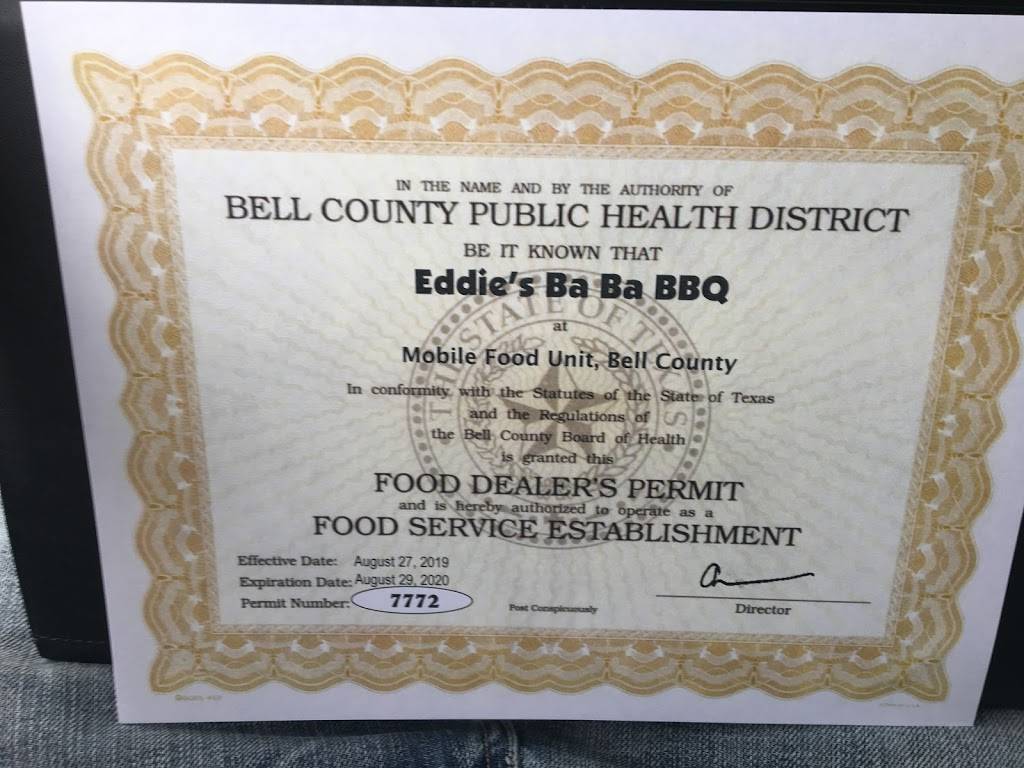 IN THE NAME AND BY THE AUTHORITY OF
BELL COUNTY PUBLIC HEALTH DISTRICT
BE IT KNOWN THAT
Eddie's Ba Ba BBQ
at
Mobile Food Unit, Bell County
In conformity with the Statutes of the State of Texas
and the Regulations of
the Bell County Board of Health
is granted this
FOOD DEALER'S PERMIT
and is hereby authorized to operate as a
FOOD SERVICE ESTABLISHMENT
Effective Date: August 27, 2019
Expiration Date: August 29, 2020
Permit Number: 7772
Post Conspicuously
Director
THE STATE OF TEXAS